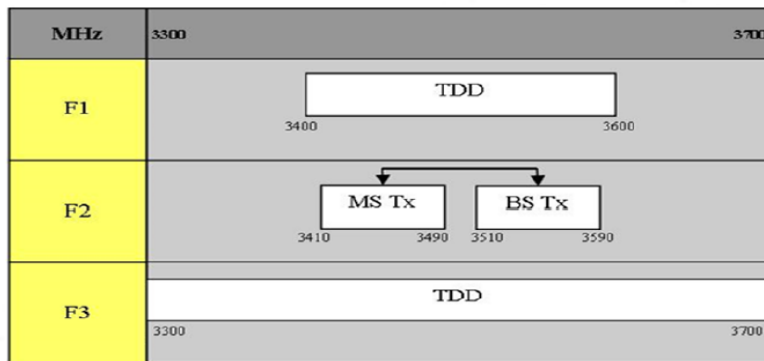 MHz 3300 3700
F1 TDD
3400 3600
F2 MS Tx BS Tx
3410 3490 3510 3590
F3 TDD
3300 3700